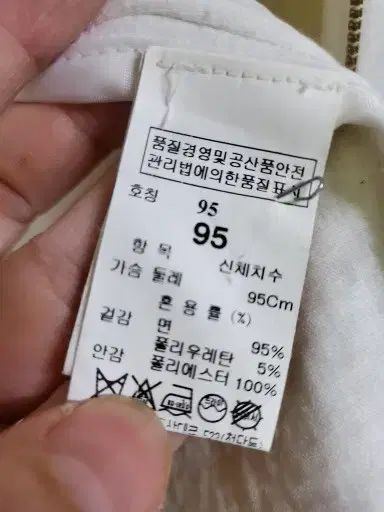 품질경영및공산품안전
관리법에의한품질표시
호칭 95
95
항목 신체치수
가슴 둘레 95Cm
혼용률 (%)
겉감 면 95%
폴리우레탄 5%
안감 폴리에스터 100%